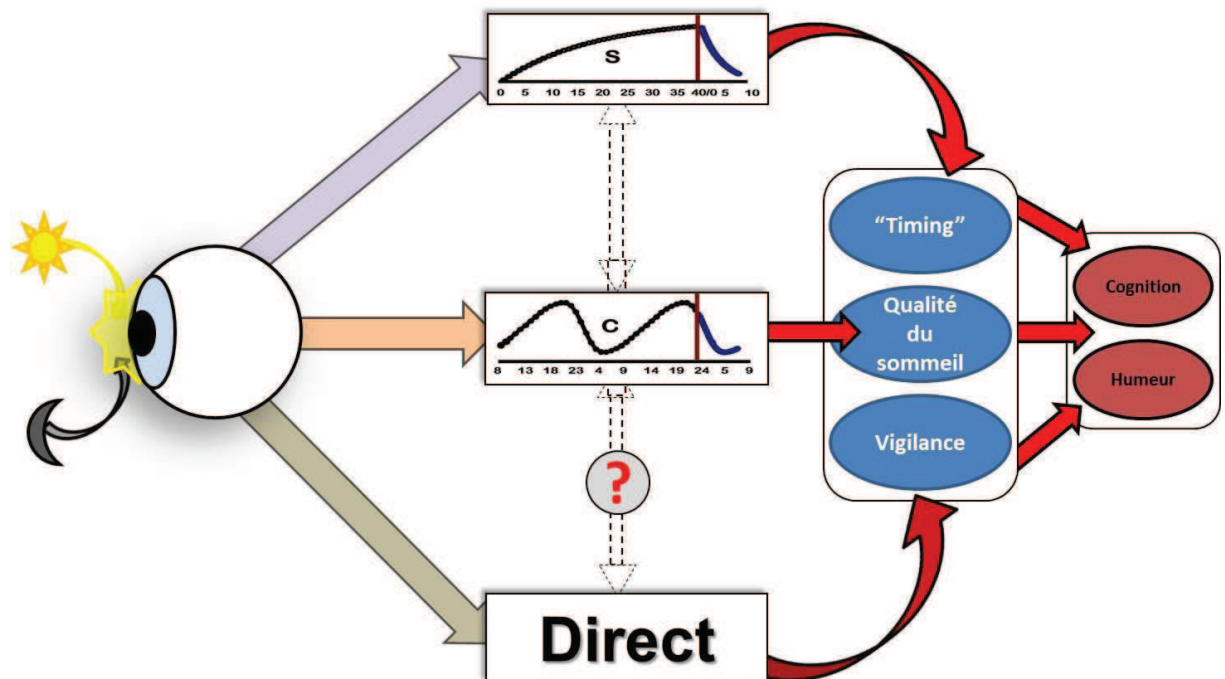 S
0 5 10 15 20 25 30 35 40/0 5 10
"Timing"
Qualité
du
sommeil
Vigilance
Cognition
Humeur
C
8 13 18 23 4 9 14 19 24 5 9
?
Direct